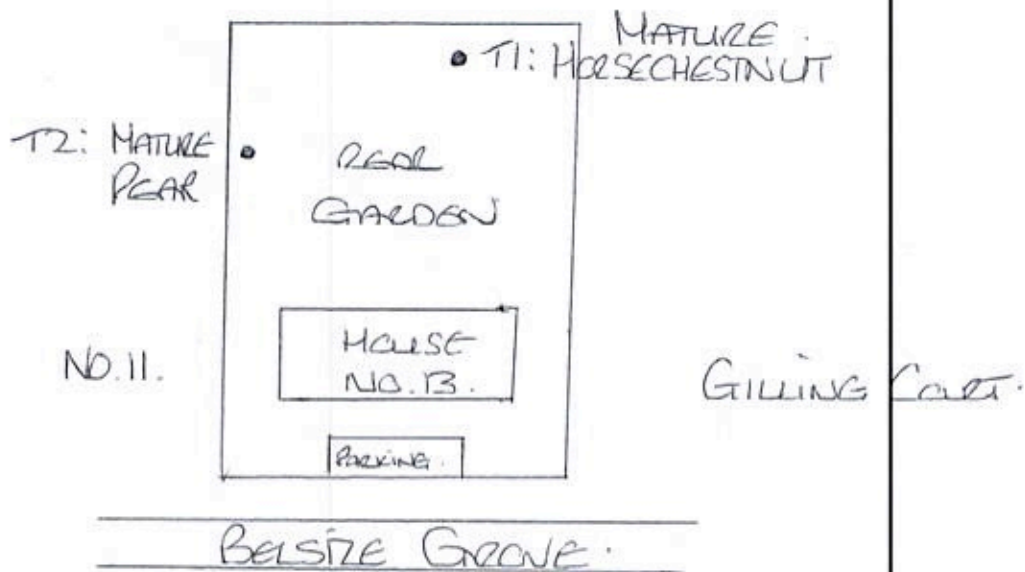 MATURE
T1: HORSECHESTNUT
T2: MATURE
PEAR
REAR
GARDEN
HOUSE
NO.13.
NO.11.
GILLING COURT.
PARKING.
BELSIZE GROVE.